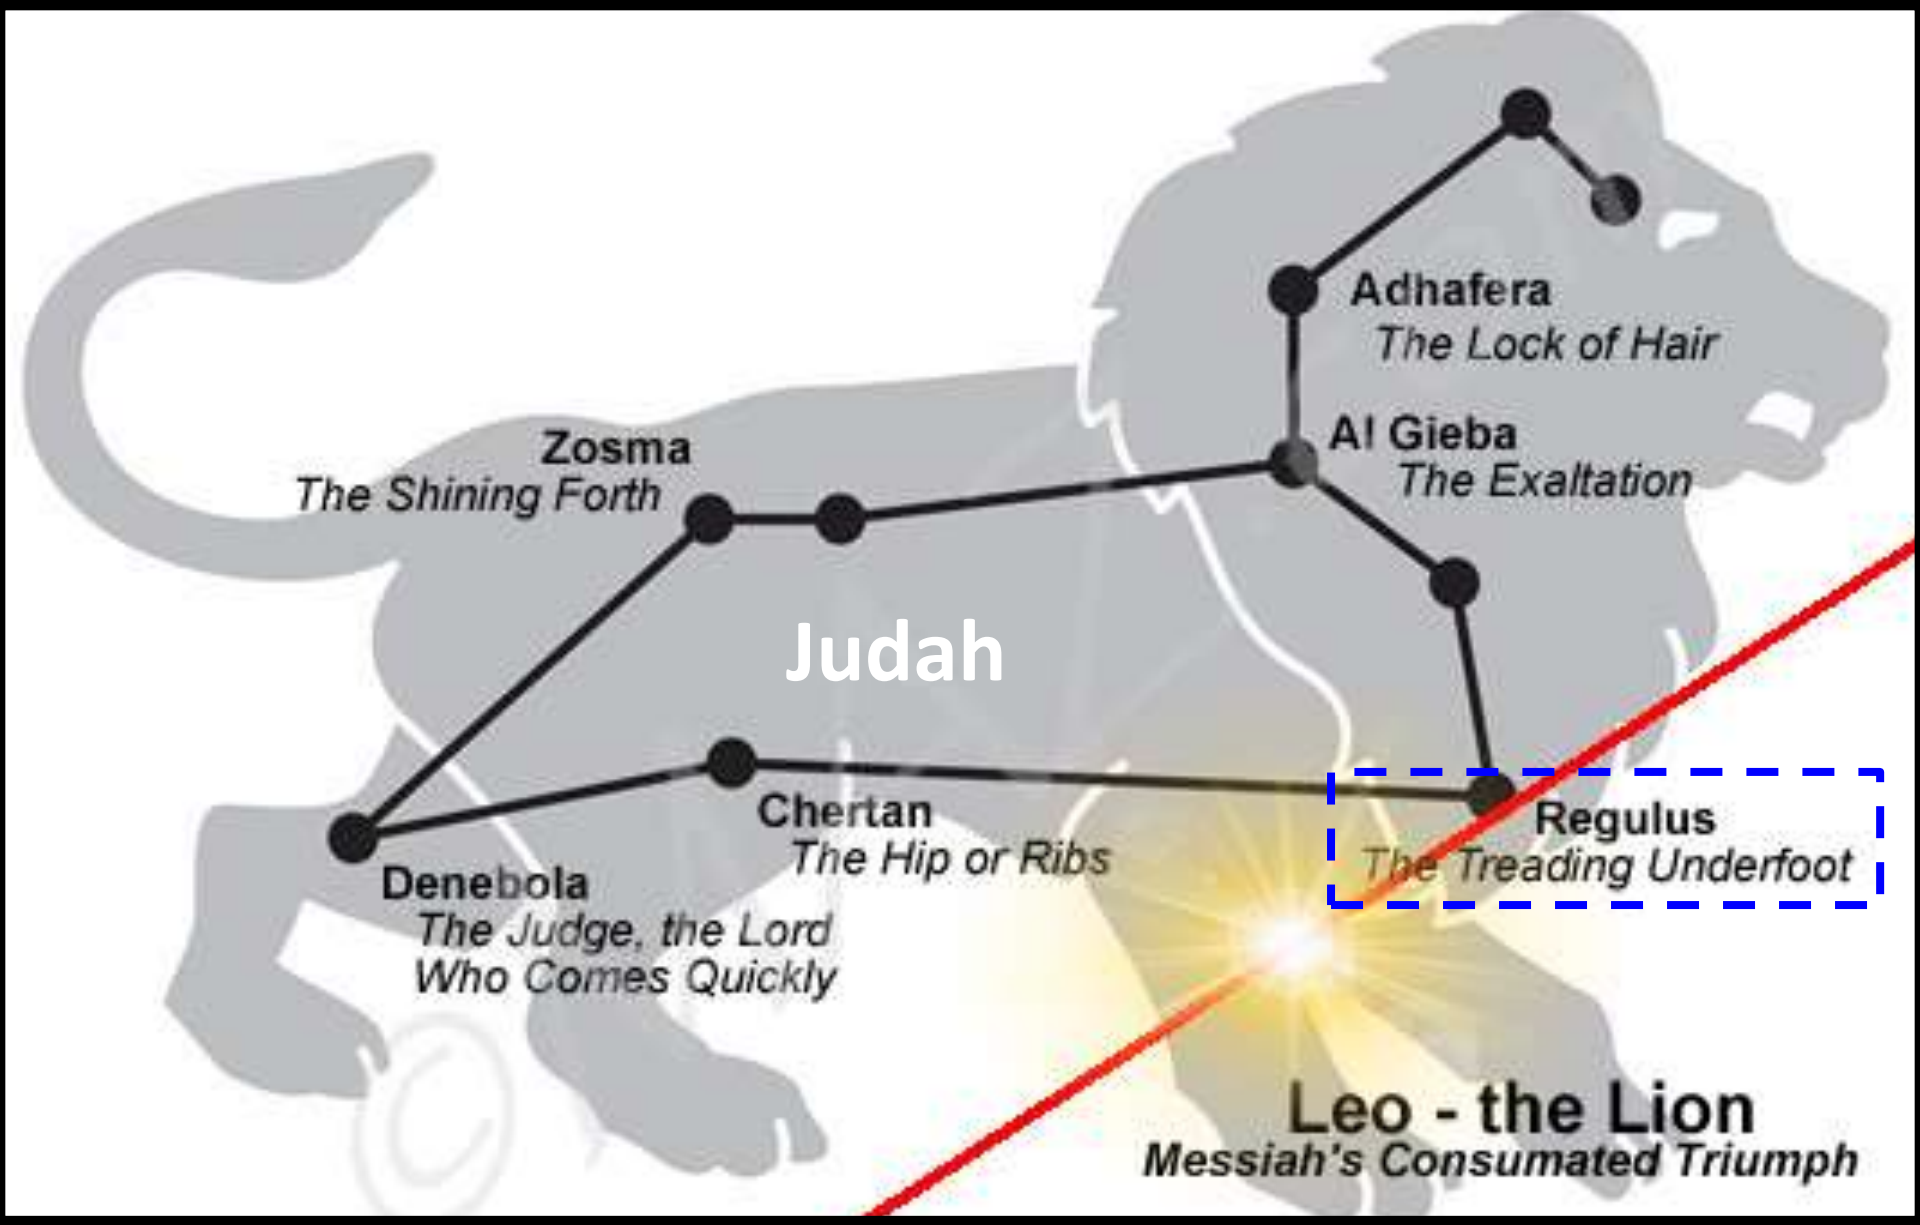 Adhafera
The Lock of Hair
Al Gieba
The Exaltation
Zosma
The Shining Forth
Judah
Chertan
The Hip or Ribs
Regulus
The Treading Underfoot
Denebola
The Judge, the Lord
Who Comes Quickly
Leo - the Lion
Messiah's Consumated Triumph